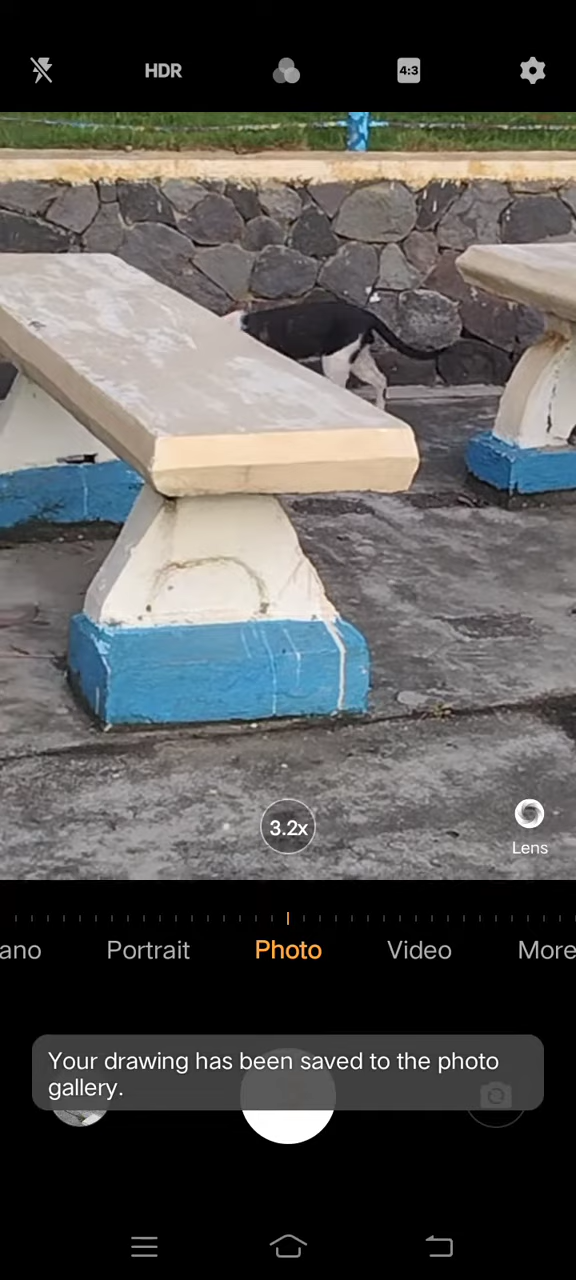 HDR
4:3
3.2x
Lens
ano
Portrait
Photo
Video
More
Your drawing has been saved to the photo
gallery.